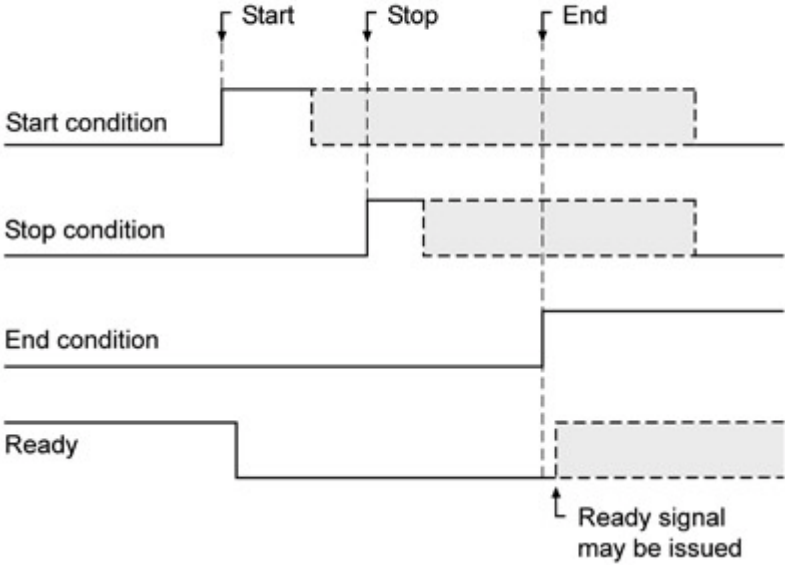 Start
Stop
End
Start condition
Stop condition
End condition
Ready
Ready signal
may be issued